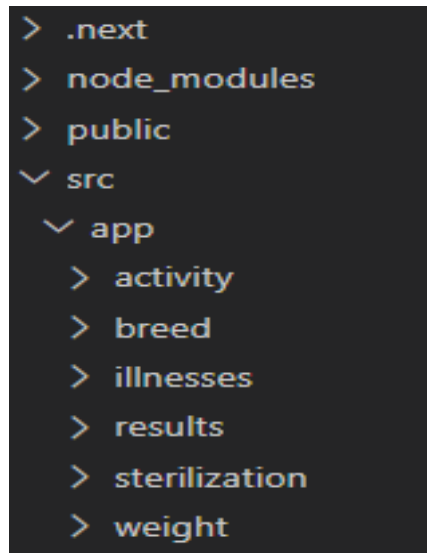 .next
node_modules
public
src
app
activity
breed
illnesses
results
sterilization
weight